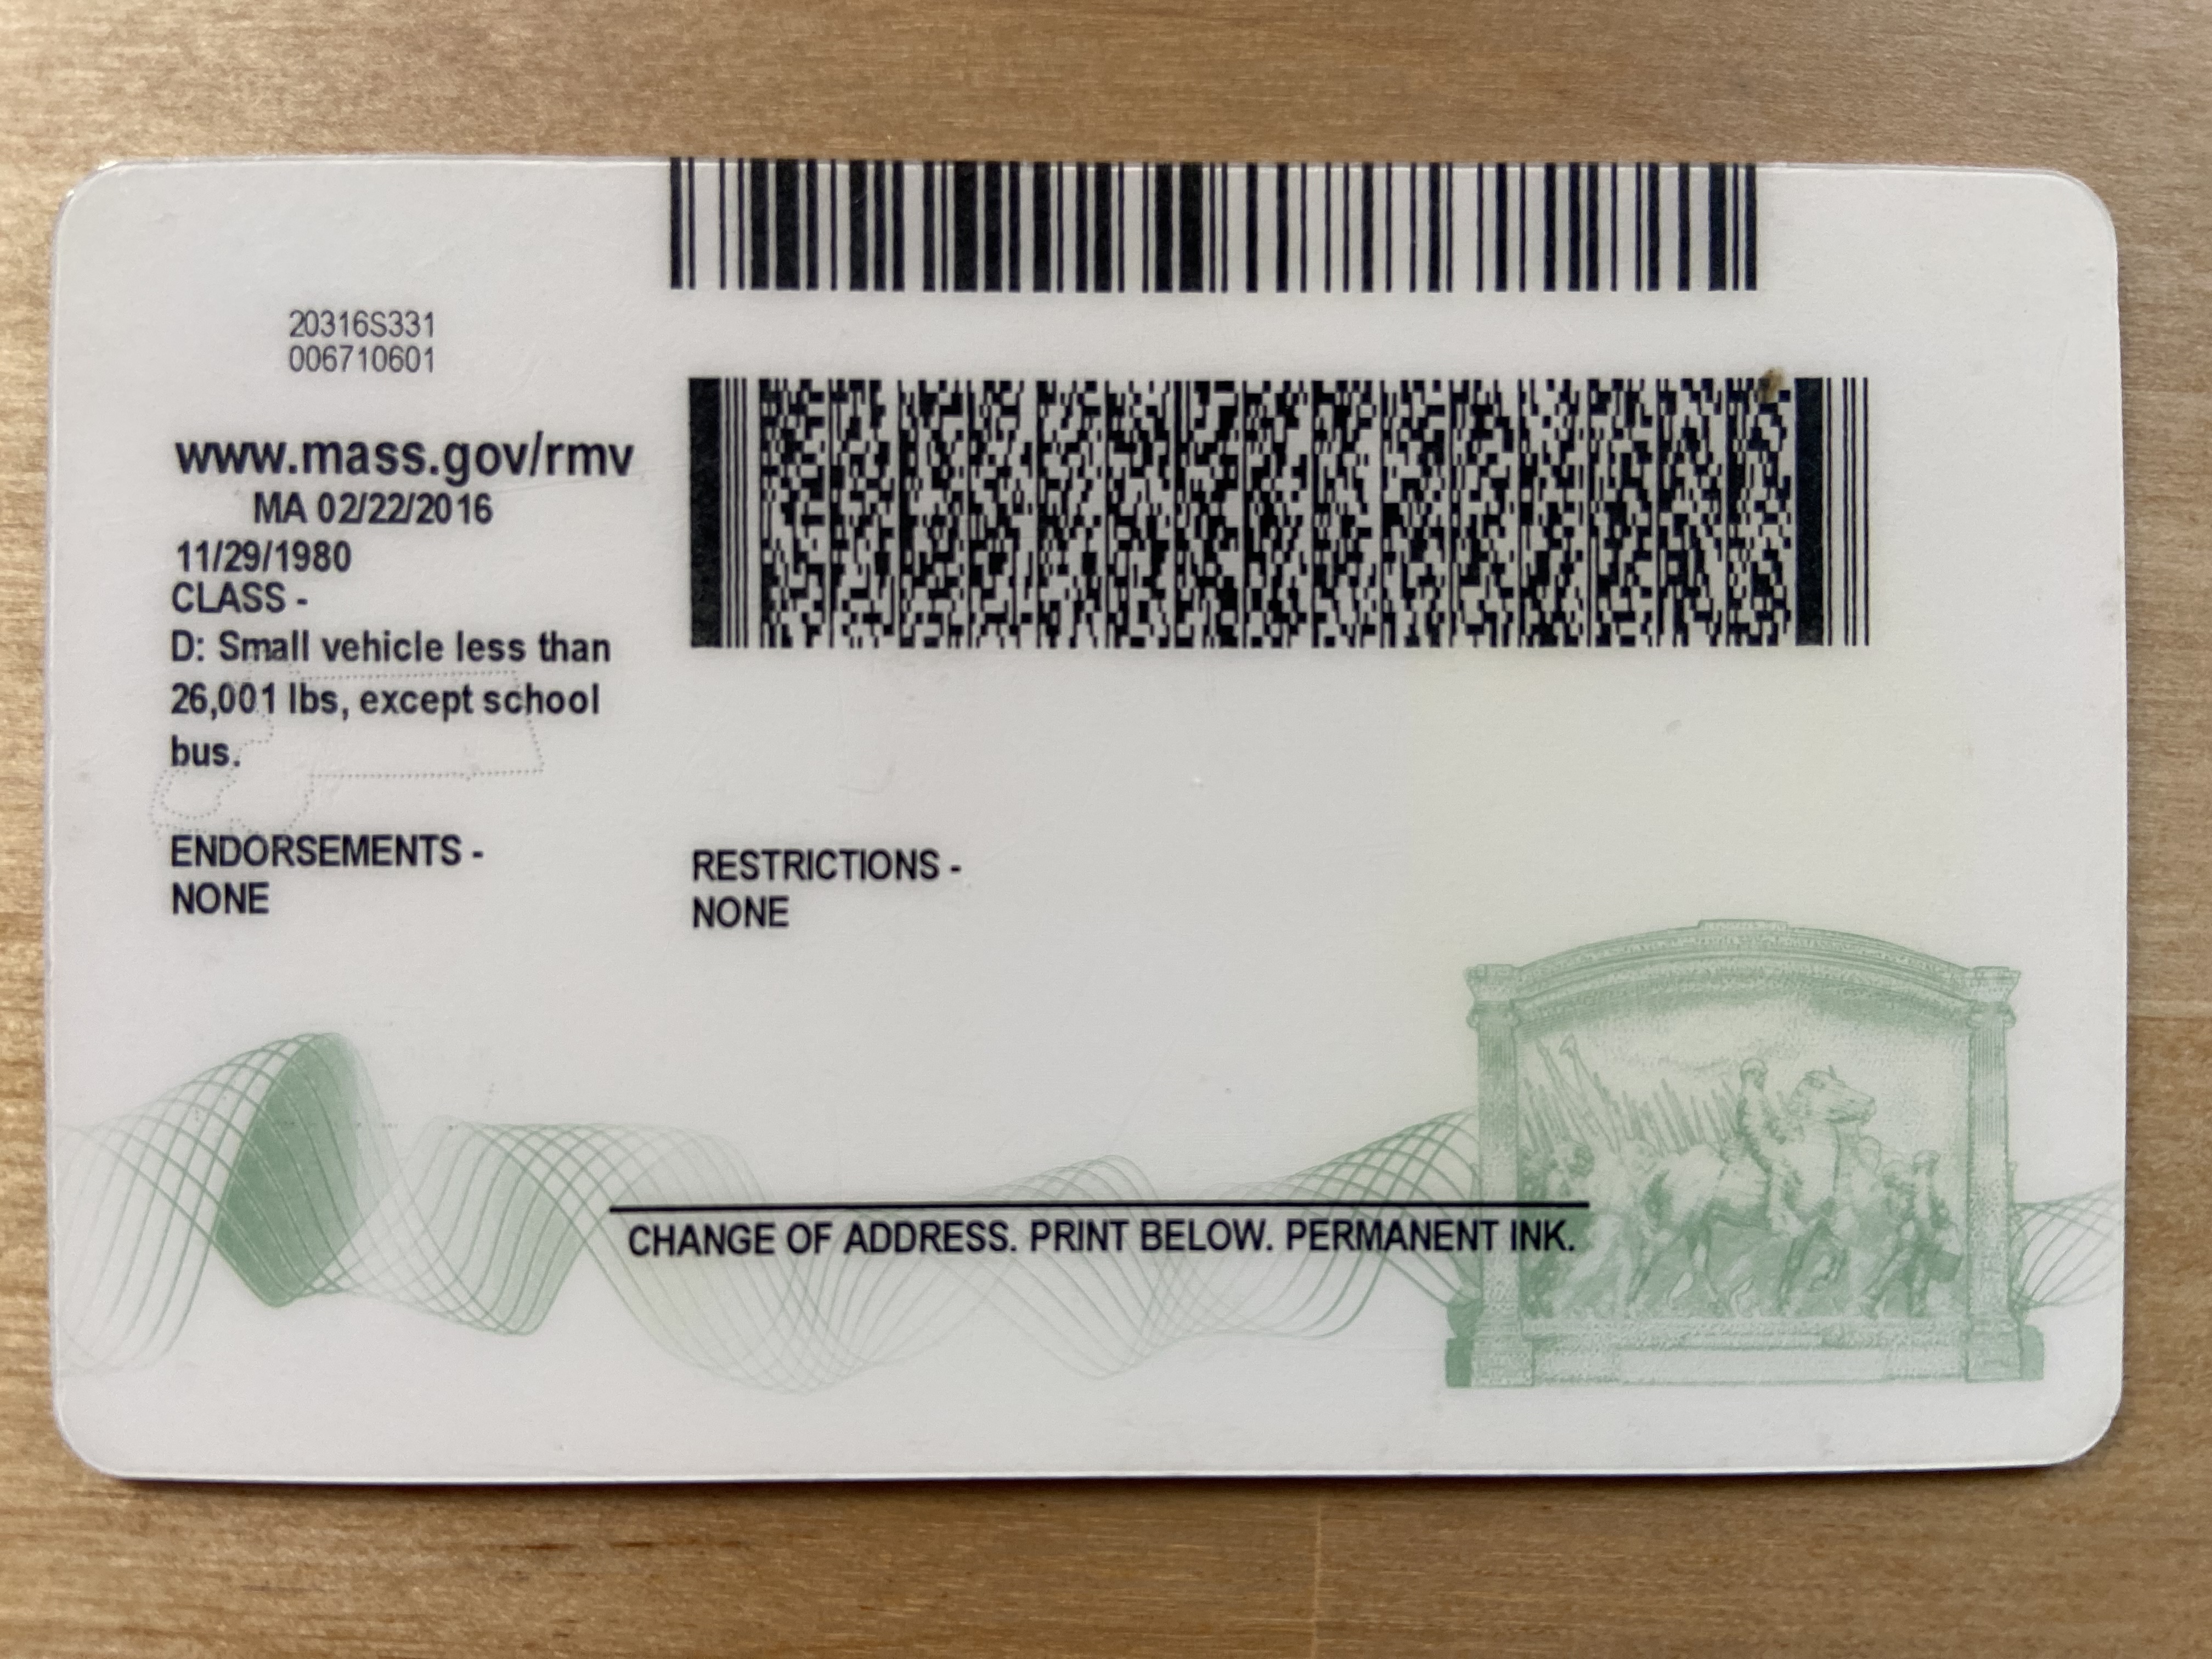 20316S331
006710601
www.mass.gov/rmv
MA 02/22/2016
11/29/1980
CLASS -
D: Small vehicle less than
26,001 lbs, except school
bus.
ENDORSEMENTS -
NONE
RESTRICTIONS -
NONE
CHANGE OF ADDRESS. PRINT BELOW. PERMANENT INK.